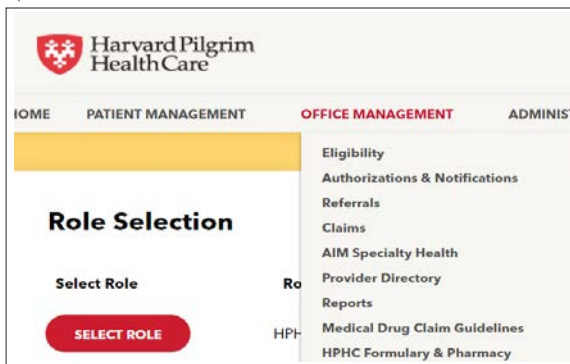 Harvard Pilgrim
Health Care
HOME PATIENT MANAGEMENT OFFICE MANAGEMENT ADMINIS
Eligibility
Authorizations & Notifications
Referrals
Role Selection
Claims
AIM Specialty Health
Select Role Ro
Provider Directory
Reports
SELECT ROLE HPH
Medical Drug Claim Guidelines
HPHC Formulary & Pharmacy